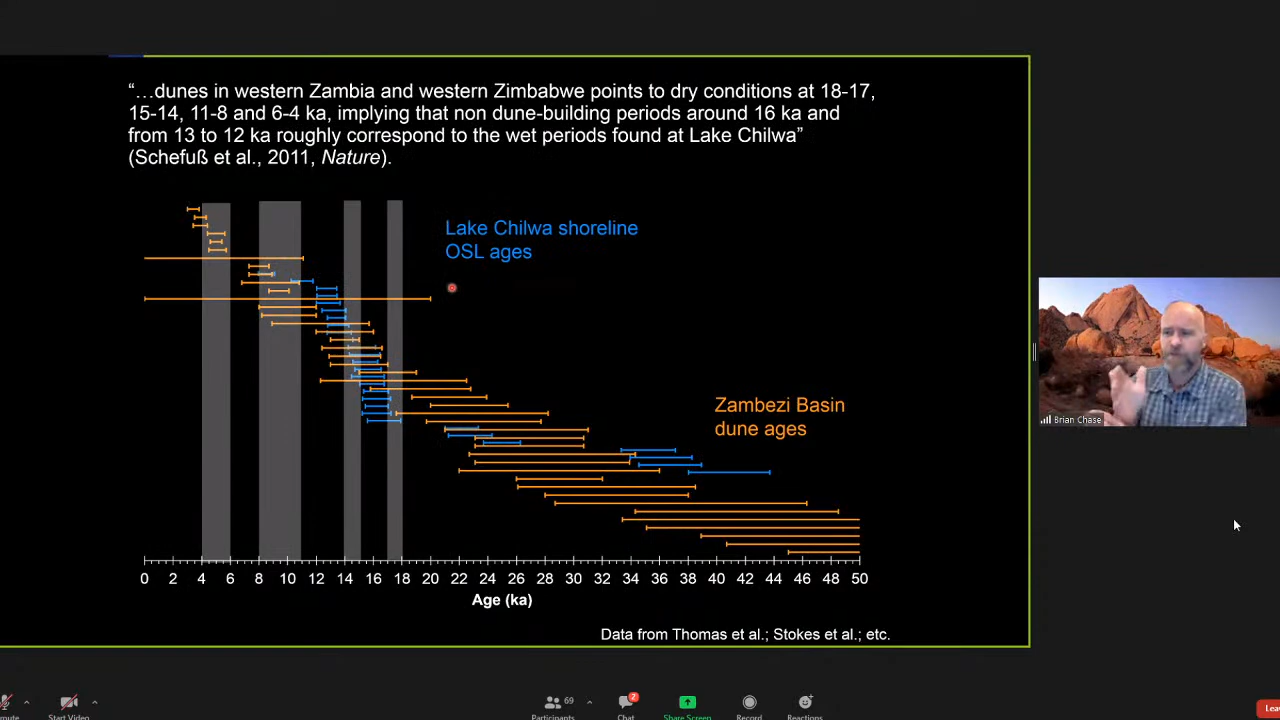 “…dunes in western Zambia and western Zimbabwe points to dry conditions at 18-17,
15-14, 11-8 and 6-4 ka, implying that non dune-building periods around 16 ka and
from 13 to 12 ka roughly correspond to the wet periods found at Lake Chilwa”
(Schefuß et al., 2011, Nature).
Lake Chilwa shoreline
OSL ages
Zambezi Basin
dune ages
Brian Chase
0 2 4 6 8 10 12 14 16 18 20 22 24 26 28 30 32 34 36 38 40 42 44 46 48 50
Age (ka)
Data from Thomas et al.; Stokes et al.; etc.
69
2
mute
Start Video
Participants
Chat
Share Screen
Record
Reactions
Lea